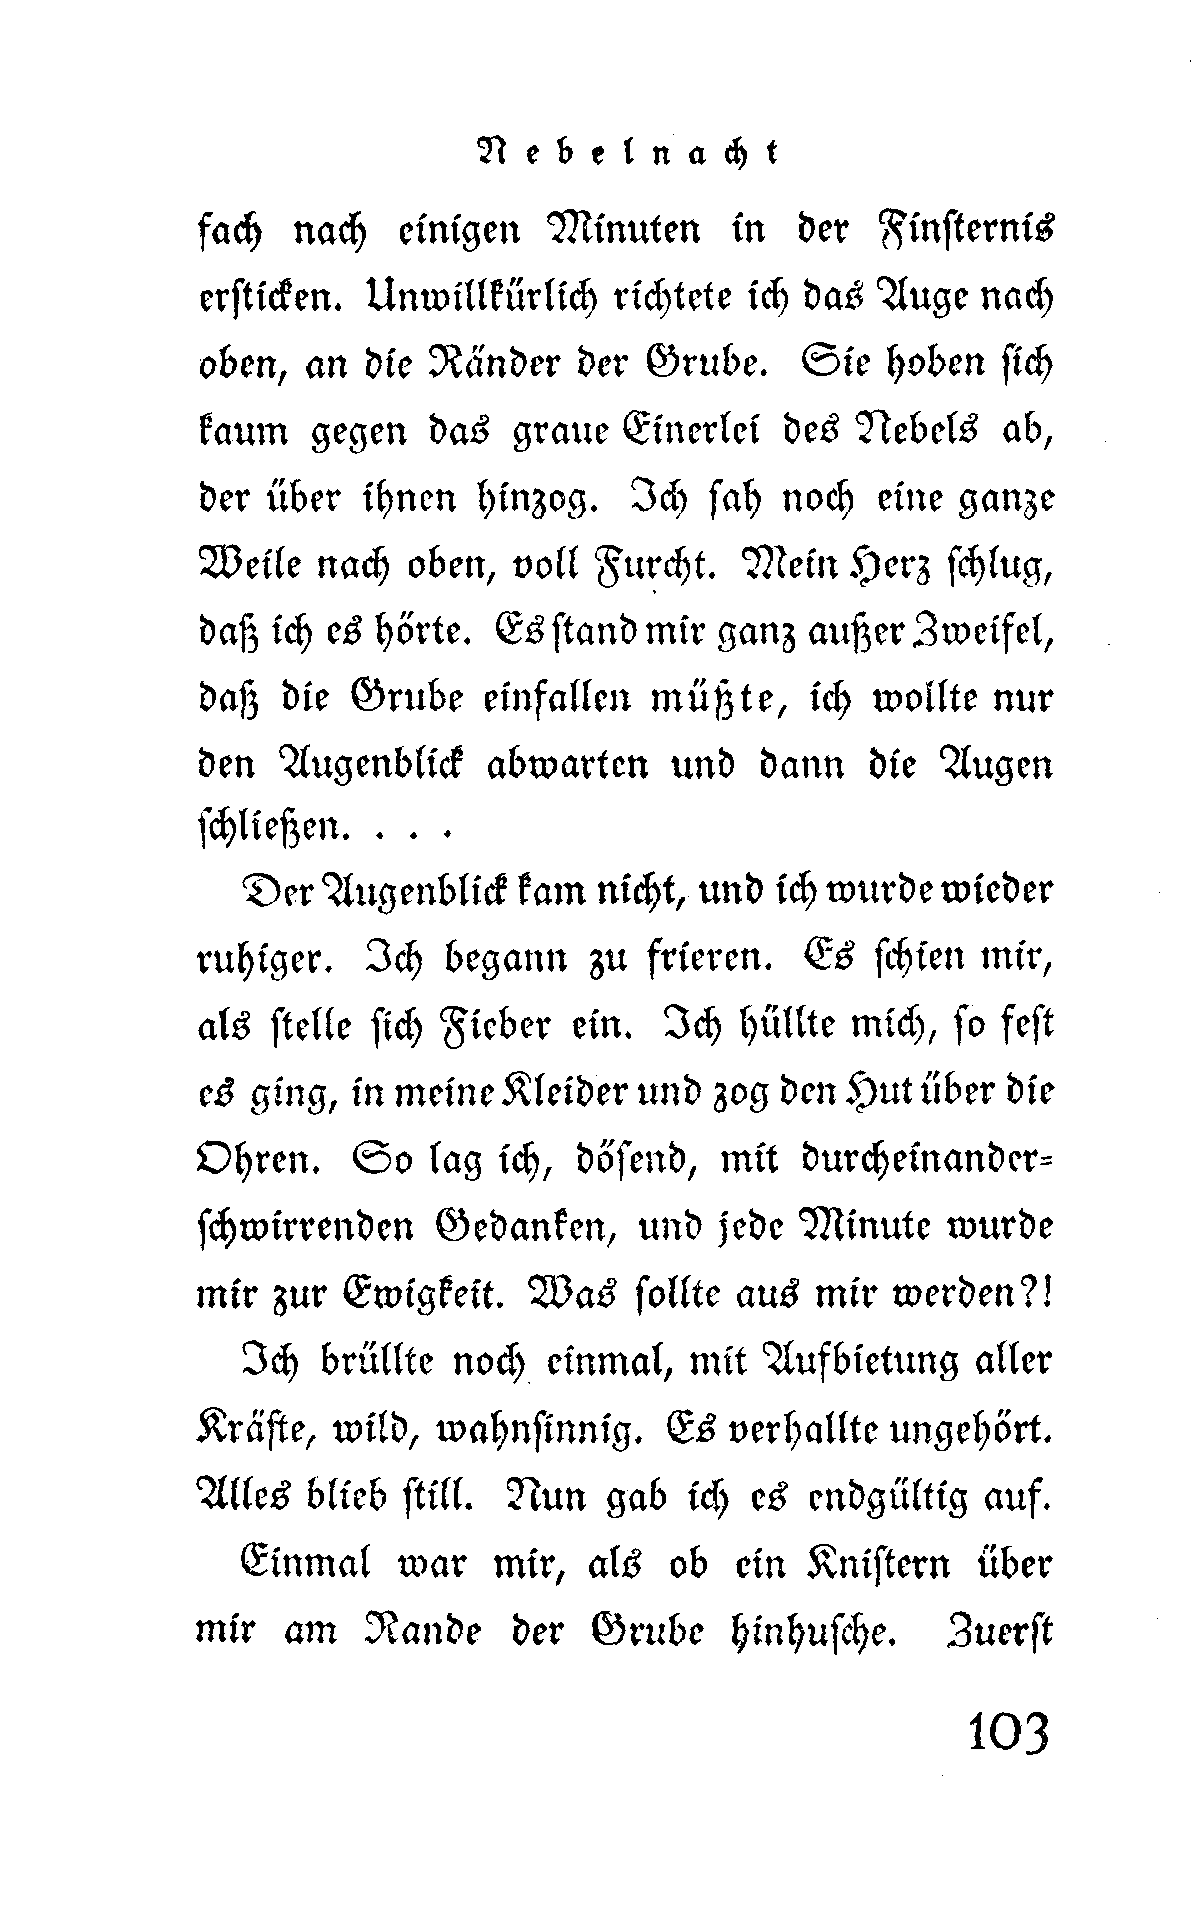 Nebelnacht
fach nach einigen Minuten in der Finsternis
ersticken. Unwillkürlich richtete ich das Auge nach
oben, an die Ränder der Grube. Sie hoben sich
kaum gegen das graue Einerlei des Nebels ab,
der über ihnen hinzog. Ich sah noch eine ganze
Weile nach oben, voll Furcht. Mein Herz schlug,
daß ich es hörte. Es stand mir ganz außer Zweifel,
daß die Grube einfallen müßte, ich wollte nur
den Augenblick abwarten und dann die Augen
schließen. . . .
Der Augenblick kam nicht, und ich wurde wieder
ruhiger. Ich begann zu frieren. Es schien mir,
als stelle sich Fieber ein. Ich hüllte mich, so fest
es ging, in meine Kleider und zog den Hut über die
Ohren. So lag ich, dösend, mit durcheinander-
schwirrenden Gedanken, und jede Minute wurde
mir zur Ewigkeit. Was sollte aus mir werden?!
Ich brüllte noch einmal, mit Aufbietung aller
Kräfte, wild, wahnsinnig. Es verhallte ungehört.
Alles blieb still. Nun gab ich es endgültig auf.
Einmal war mir, als ob ein Knistern über
mir am Rande der Grube hinhusche. Zuerst
103